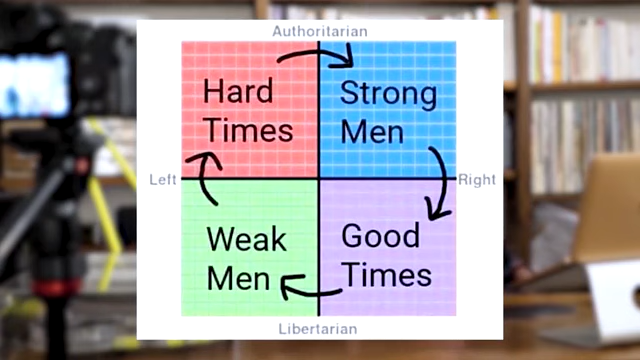 Authoritarian
Hard
Times
Strong
Men
Left
Right
Weak
Men
Good
Times
Libertarian